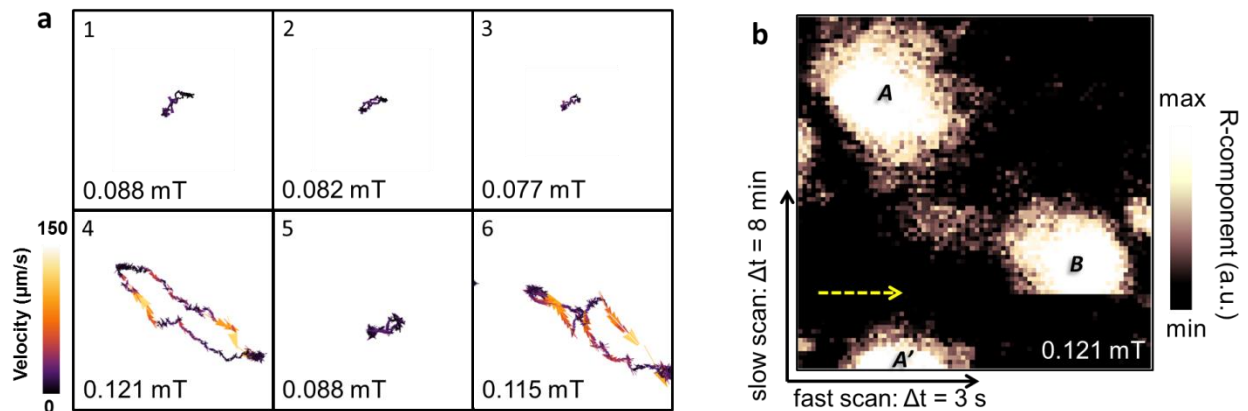 a
1
2
3
0.088 mT
0.082 mT
0.077 mT
Velocity (µm/s)
150
0
4
5
6
0.121 mT
0.088 mT
0.115 mT
b
A
B
A'
0.121 mT
slow scan: Δt = 8 min
fast scan: Δt = 3 s
max
min
R-component (a.u.)